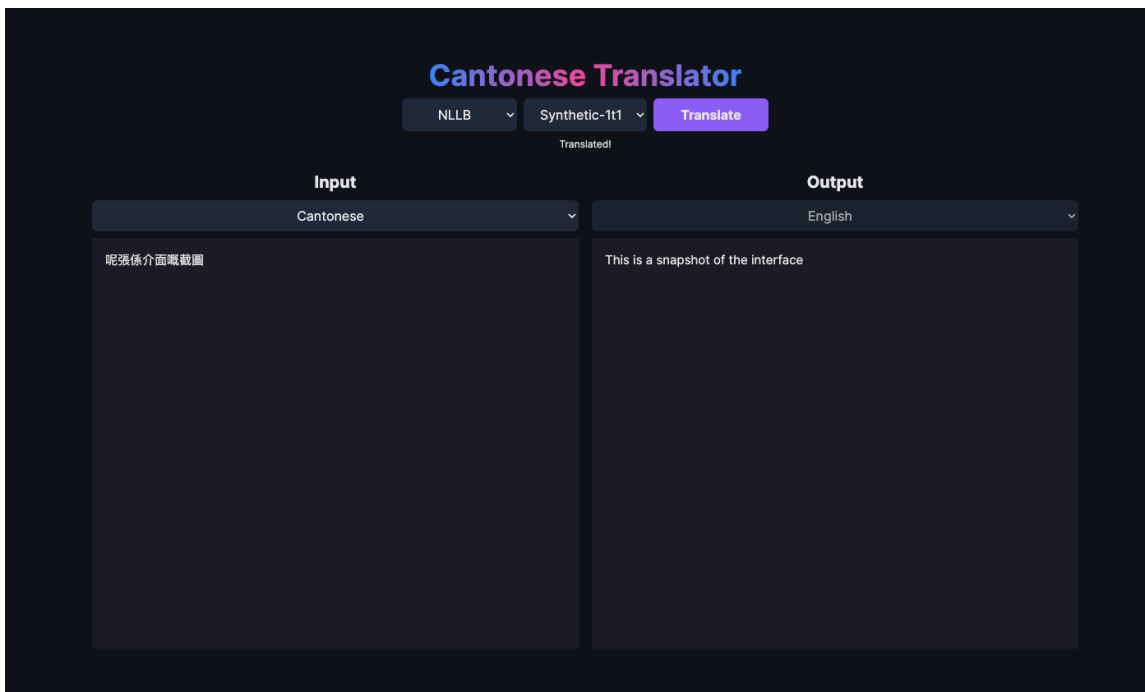 Cantonese Translator
NLLB Synthetic-1t1 Translate
Translated!
Input
Output
Cantonese
English
呢張係介面嘅截圖
This is a snapshot of the interface